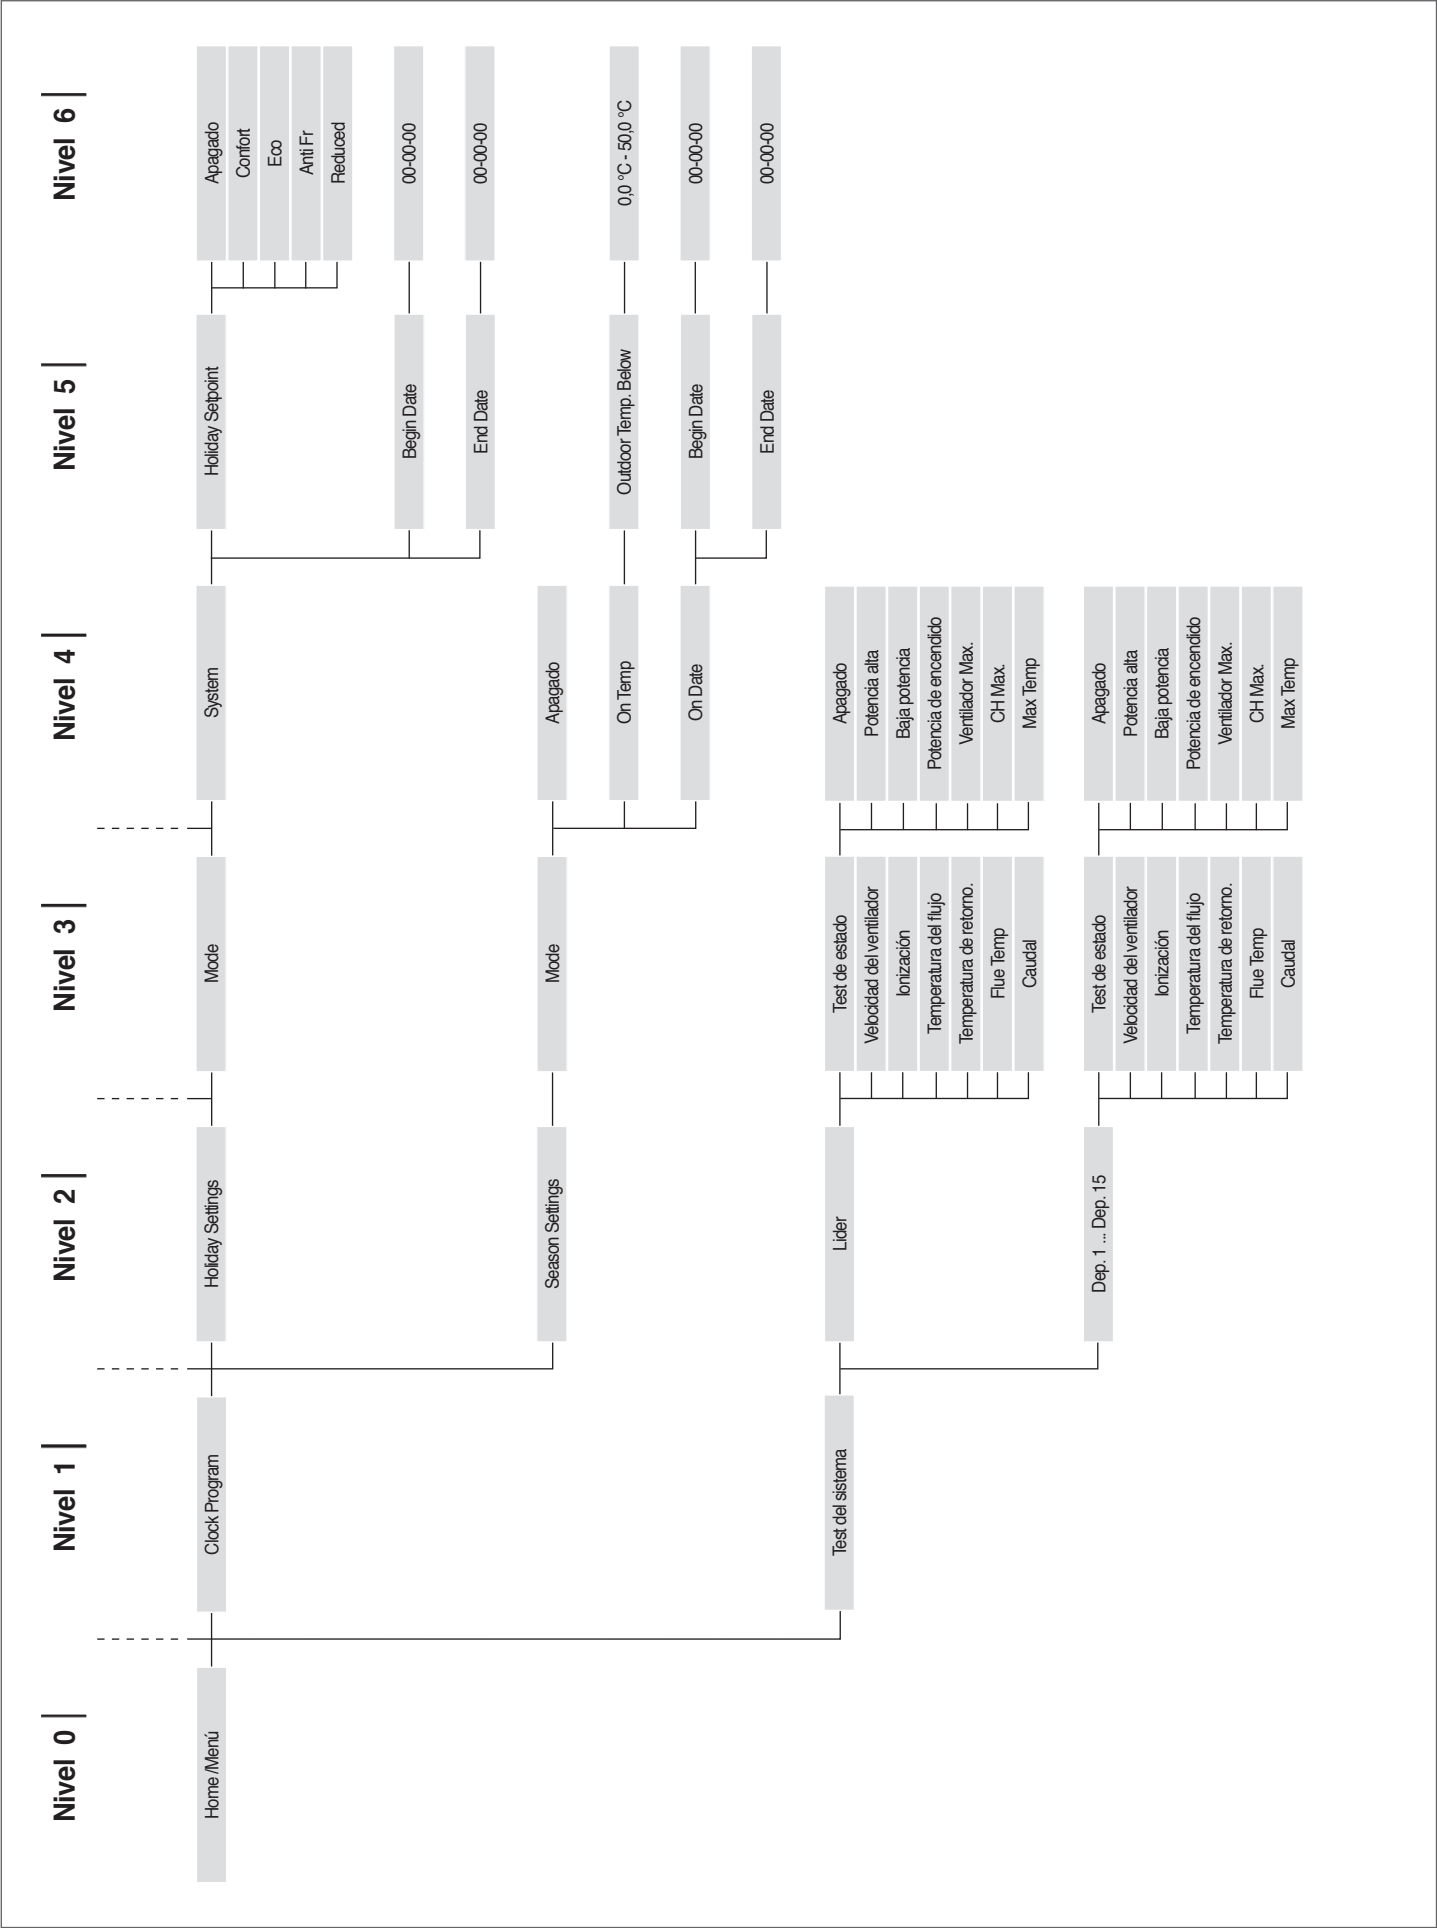 Nivel 0
Nivel 1
Nivel 2
Nivel 3
Nivel 4
Nivel 5
Nivel 6
Home /Menú
Clock Program
Holiday Settings
Mode
System
Holiday Setpoint
Apagado
Confort
Eco
Anti Fr
Reduced
Begin Date
00-00-00
End Date
00-00-00
Season Settings
Mode
Apagado
On Temp
Outdoor Temp. Below
0,0 °C - 50,0 °C
On Date
Begin Date
00-00-00
End Date
00-00-00
Test del sistema
Lider
Test de estado
Velocidad del ventilador
Ionización
Temperatura del flujo
Temperatura de retorno.
Flue Temp
Caudal
Apagado
Potencia alta
Baja potencia
Potencia de encendido
Ventilador Max.
CH Max.
Max Temp
Dep. 1 ... Dep. 15
Test de estado
Velocidad del ventilador
Ionización
Temperatura del flujo
Temperatura de retorno.
Flue Temp
Caudal
Apagado
Potencia alta
Baja potencia
Potencia de encendido
Ventilador Max.
CH Max.
Max Temp